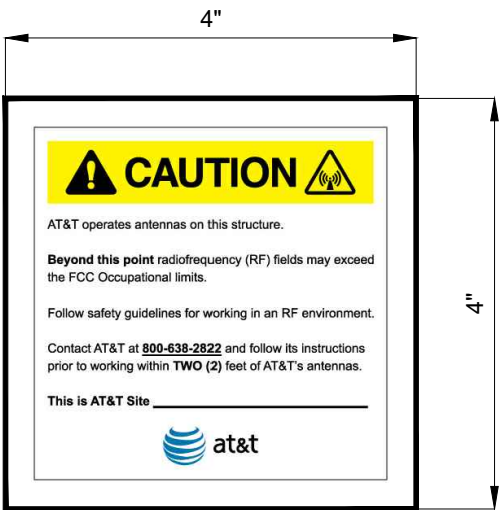 4"
CAUTION
AT&T operates antennas on this structure.
Beyond this point radiofrequency (RF) fields may exceed
the FCC Occupational limits.
Follow safety guidelines for working in an RF environment.
4"
Contact AT&T at 800-638-2822 and follow its instructions
prior to working within TWO (2) feet of AT&T's antennas.
This is AT&T Site
at&t